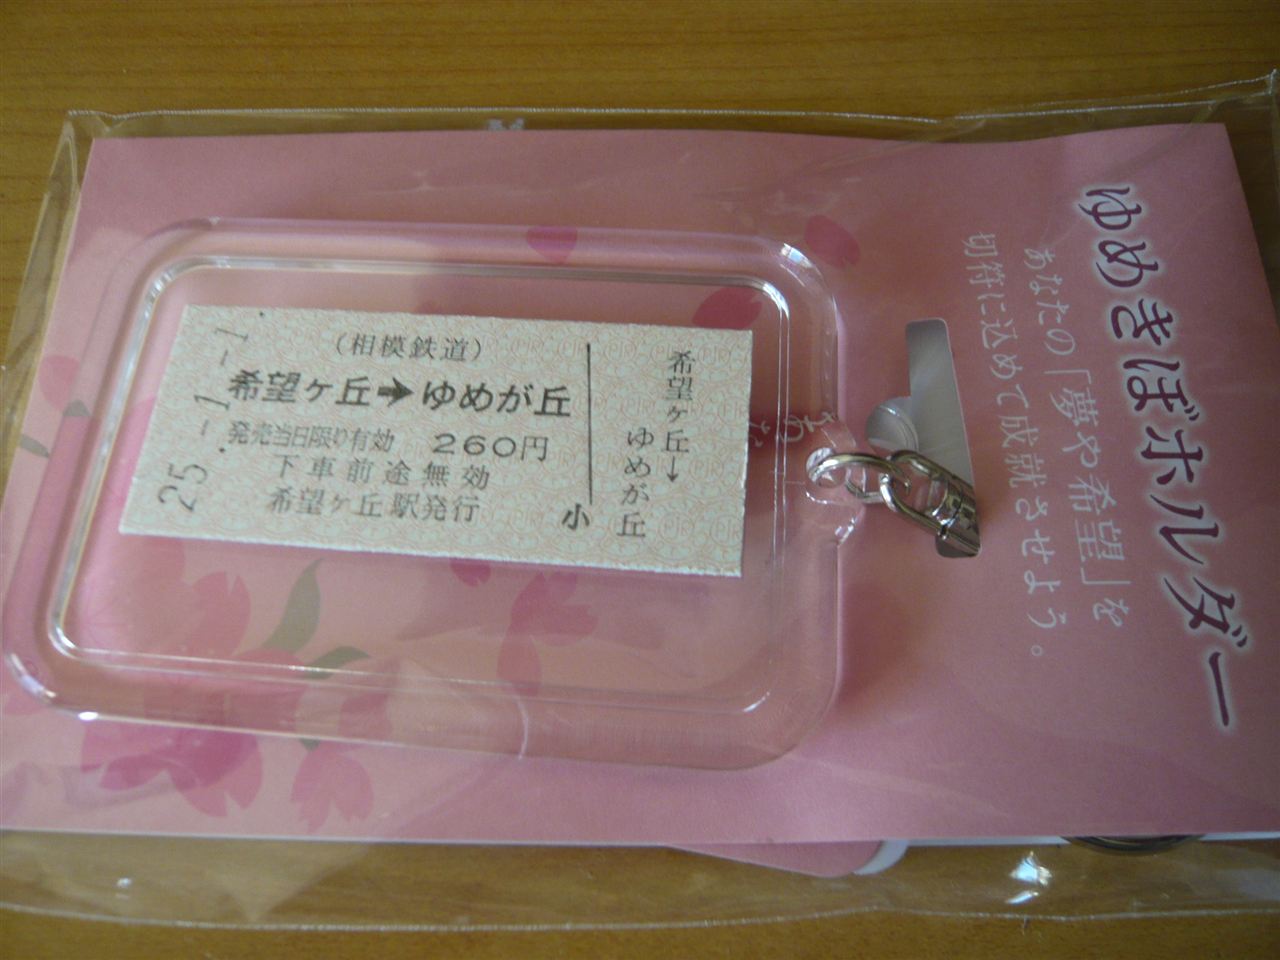 ゆめきぼホルダー
あなたの「夢や希望」を
切符に込めて成就させよう。
(相模鉄道)
希望ヶ丘→ゆめが丘
発売当日限り有効 260円
下車前途無効
希望ヶ丘駅発行
25.-1.-1.
希望ヶ丘→
ゆめが丘
小